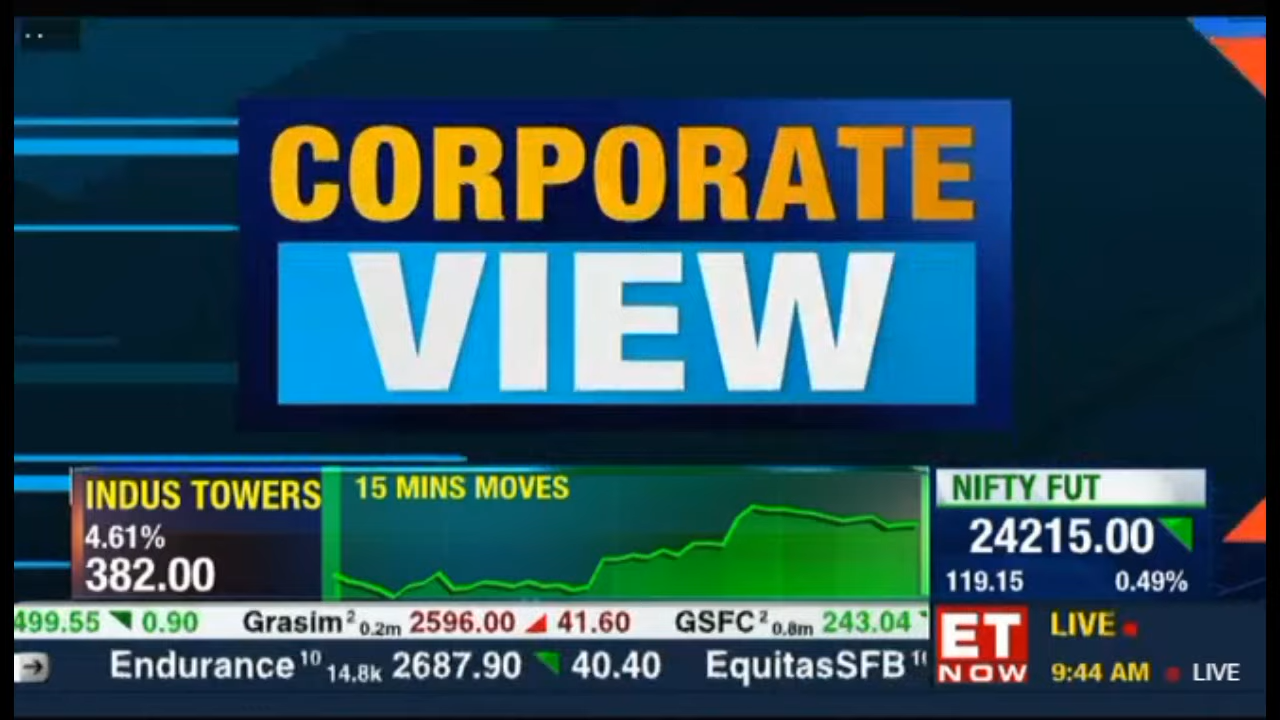 CORPORATE
VIEW
INDUS TOWERS
4.61%
382.00
15 MINS MOVES
NIFTY FUT
24215.00
119.15 0.49%
499.55 0.90 Grasim 2 0.2m 2596.00 41.60 GSFC 2 0.8m 243.04
Endurance 10 14.8k 2687.90 40.40 EquitasSFB
ET
NOW
LIVE
9:44 AM
LIVE